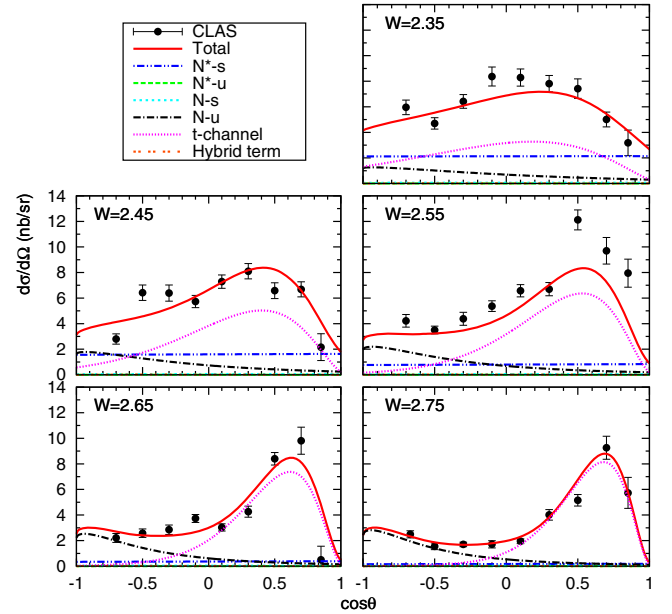 CLAS
Total
N*-s
N*-u
N-s
N-u
t-channel
Hybrid term
W=2.35
dσ/dΩ (nb/sr)
14
12
10
8
6
4
2
0
W=2.45
W=2.55
14
12
10
8
6
4
2
0
W=2.65
W=2.75
-1 -0.5 0 0.5 1
-1 -0.5 0 0.5 1
cosθ